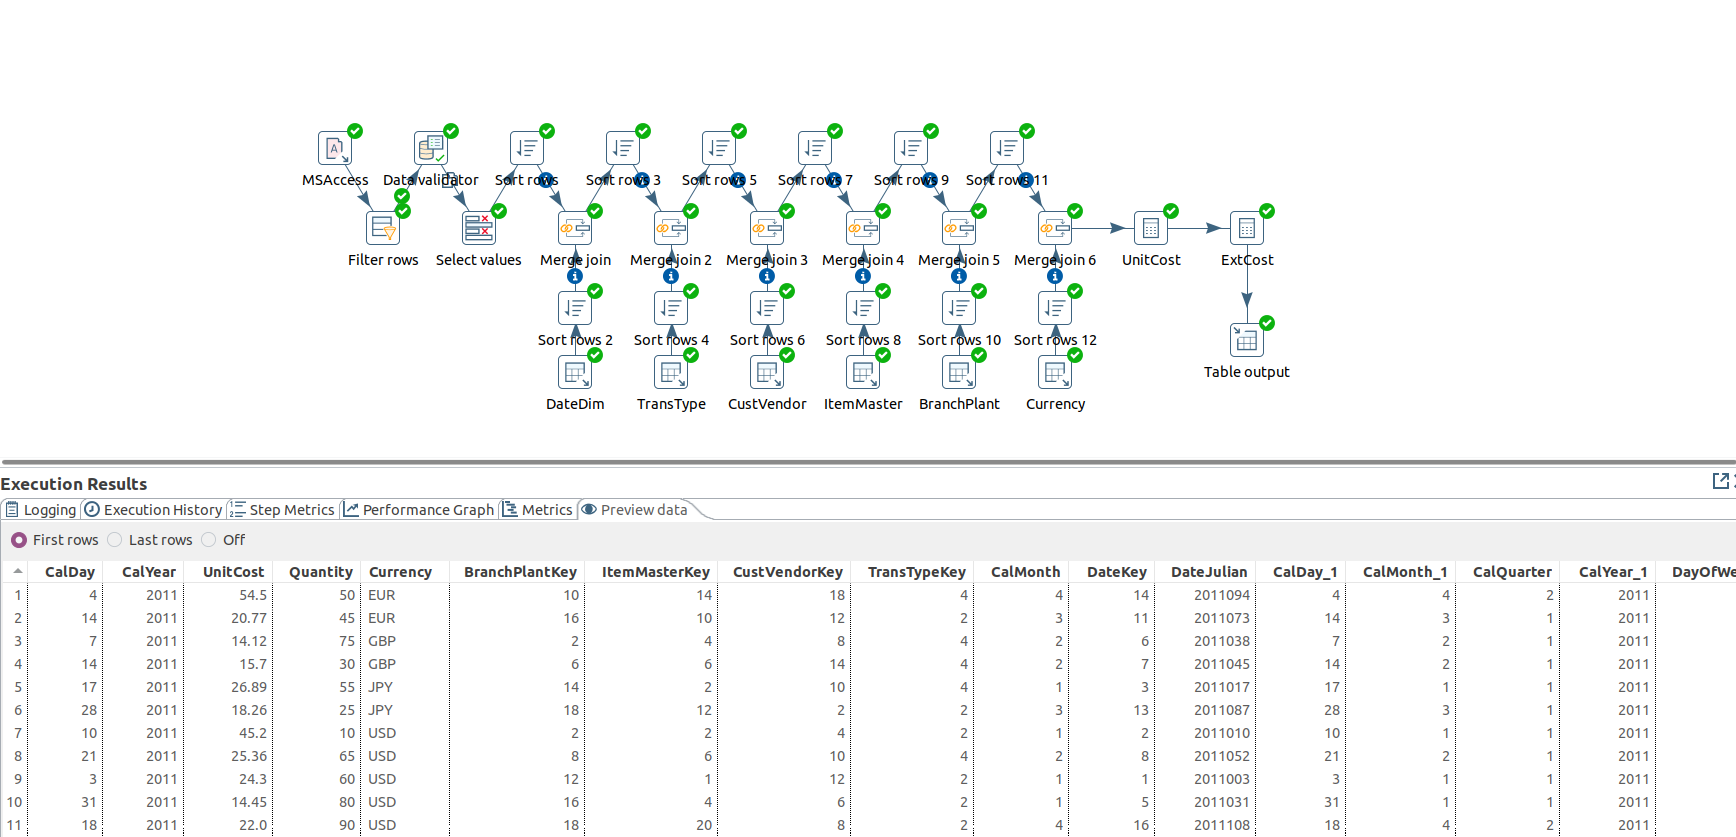 MSAccess Data validator Sort rows Sort rows 3 Sort rows 5 Sort rows 7 Sort rows 9 Sort rows 11
Filter rows Select values Merge join Merge join 2 Merge join 3 Merge join 4 Merge join 5 Merge join 6 UnitCost ExtCost
Sort rows 2 Sort rows 4 Sort rows 6 Sort rows 8 Sort rows 10 Sort rows 12
Table output
DateDim TransType CustVendor ItemMaster BranchPlant Currency
Execution Results
Logging Execution History Step Metrics Performance Graph Metrics Preview data
First rows Last rows Off
CalDay CalYear UnitCost Quantity Currency BranchPlantKey ItemMasterKey CustVendorKey TransTypeKey CalMonth DateKey DateJulian CalDay_1 CalMonth_1 CalQuarter CalYear_1 DayOfWe
1 4 2011 54.5 50 EUR 10 14 18 4 4 14 2011094 4 4 2 2011
2 14 2011 20.77 45 EUR 16 10 12 2 3 11 2011073 14 3 1 2011
3 7 2011 14.12 75 GBP 2 4 8 4 2 6 2011038 7 2 1 2011
4 14 2011 15.7 30 GBP 6 6 14 4 2 7 2011045 14 2 1 2011
5 17 2011 26.89 55 JPY 14 2 10 4 1 3 2011017 17 1 1 2011
6 28 2011 18.26 25 JPY 18 12 2 2 3 13 2011087 28 3 1 2011
7 10 2011 45.2 10 USD 2 2 4 2 1 2 2011010 10 1 1 2011
8 21 2011 25.36 65 USD 8 6 10 4 2 8 2011052 21 2 1 2011
9 3 2011 24.3 60 USD 12 1 12 2 1 1 2011003 3 1 1 2011
10 31 2011 14.45 80 USD 16 4 6 2 1 5 2011031 31 1 1 2011
11 18 2011 22.0 90 USD 18 20 8 2 4 16 2011108 18 4 2 2011